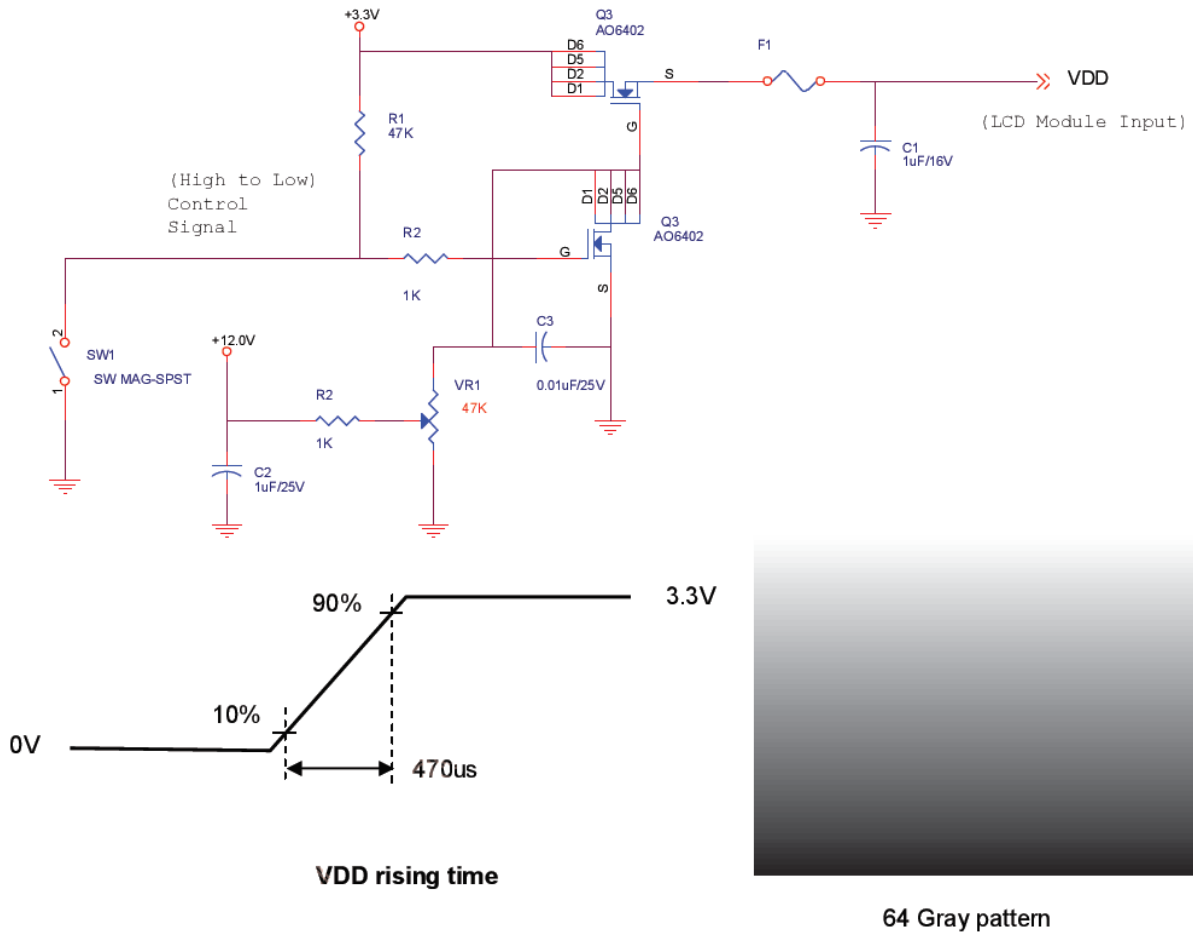 +3.3V
Q3
AO6402
D6
D5
D2
D1
S
G
F1
VDD
(LCD Module Input)
R1
47K
C1
1uF/16V
(High to Low)
Control
Signal
D1
D2
D5
D6
Q3
AO6402
R2
1K
G
S
2
1
SW1
SW MAG-SPST
+12.0V
C3
0.01uF/25V
VR1
47K
R2
1K
C2
1uF/25V
90%
3.3V
10%
0V
470us
VDD rising time
64 Gray pattern